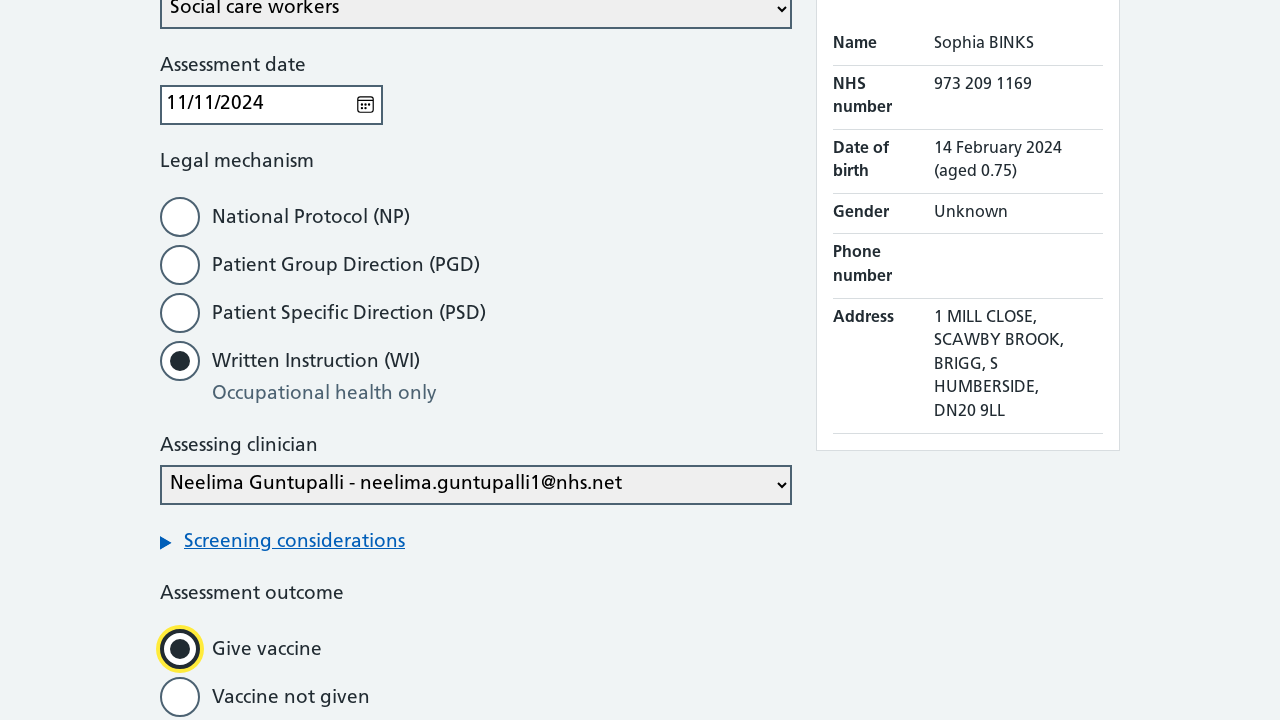 Social care workers
Assessment date
11/11/2024
Legal mechanism
National Protocol (NP)
Patient Group Direction (PGD)
Patient Specific Direction (PSD)
Written Instruction (WI)
Occupational health only
Assessing clinician
Neelima Guntupalli - neelima.guntupalli1@nhs.net
Screening considerations
Assessment outcome
Give vaccine
Vaccine not given
Name Sophia BINKS
NHS number 973 209 1169
Date of birth 14 February 2024 (aged 0.75)
Gender Unknown
Phone number
Address 1 MILL CLOSE,
SCAWBY BROOK,
BRIGG, S
HUMBERSIDE,
DN20 9LL